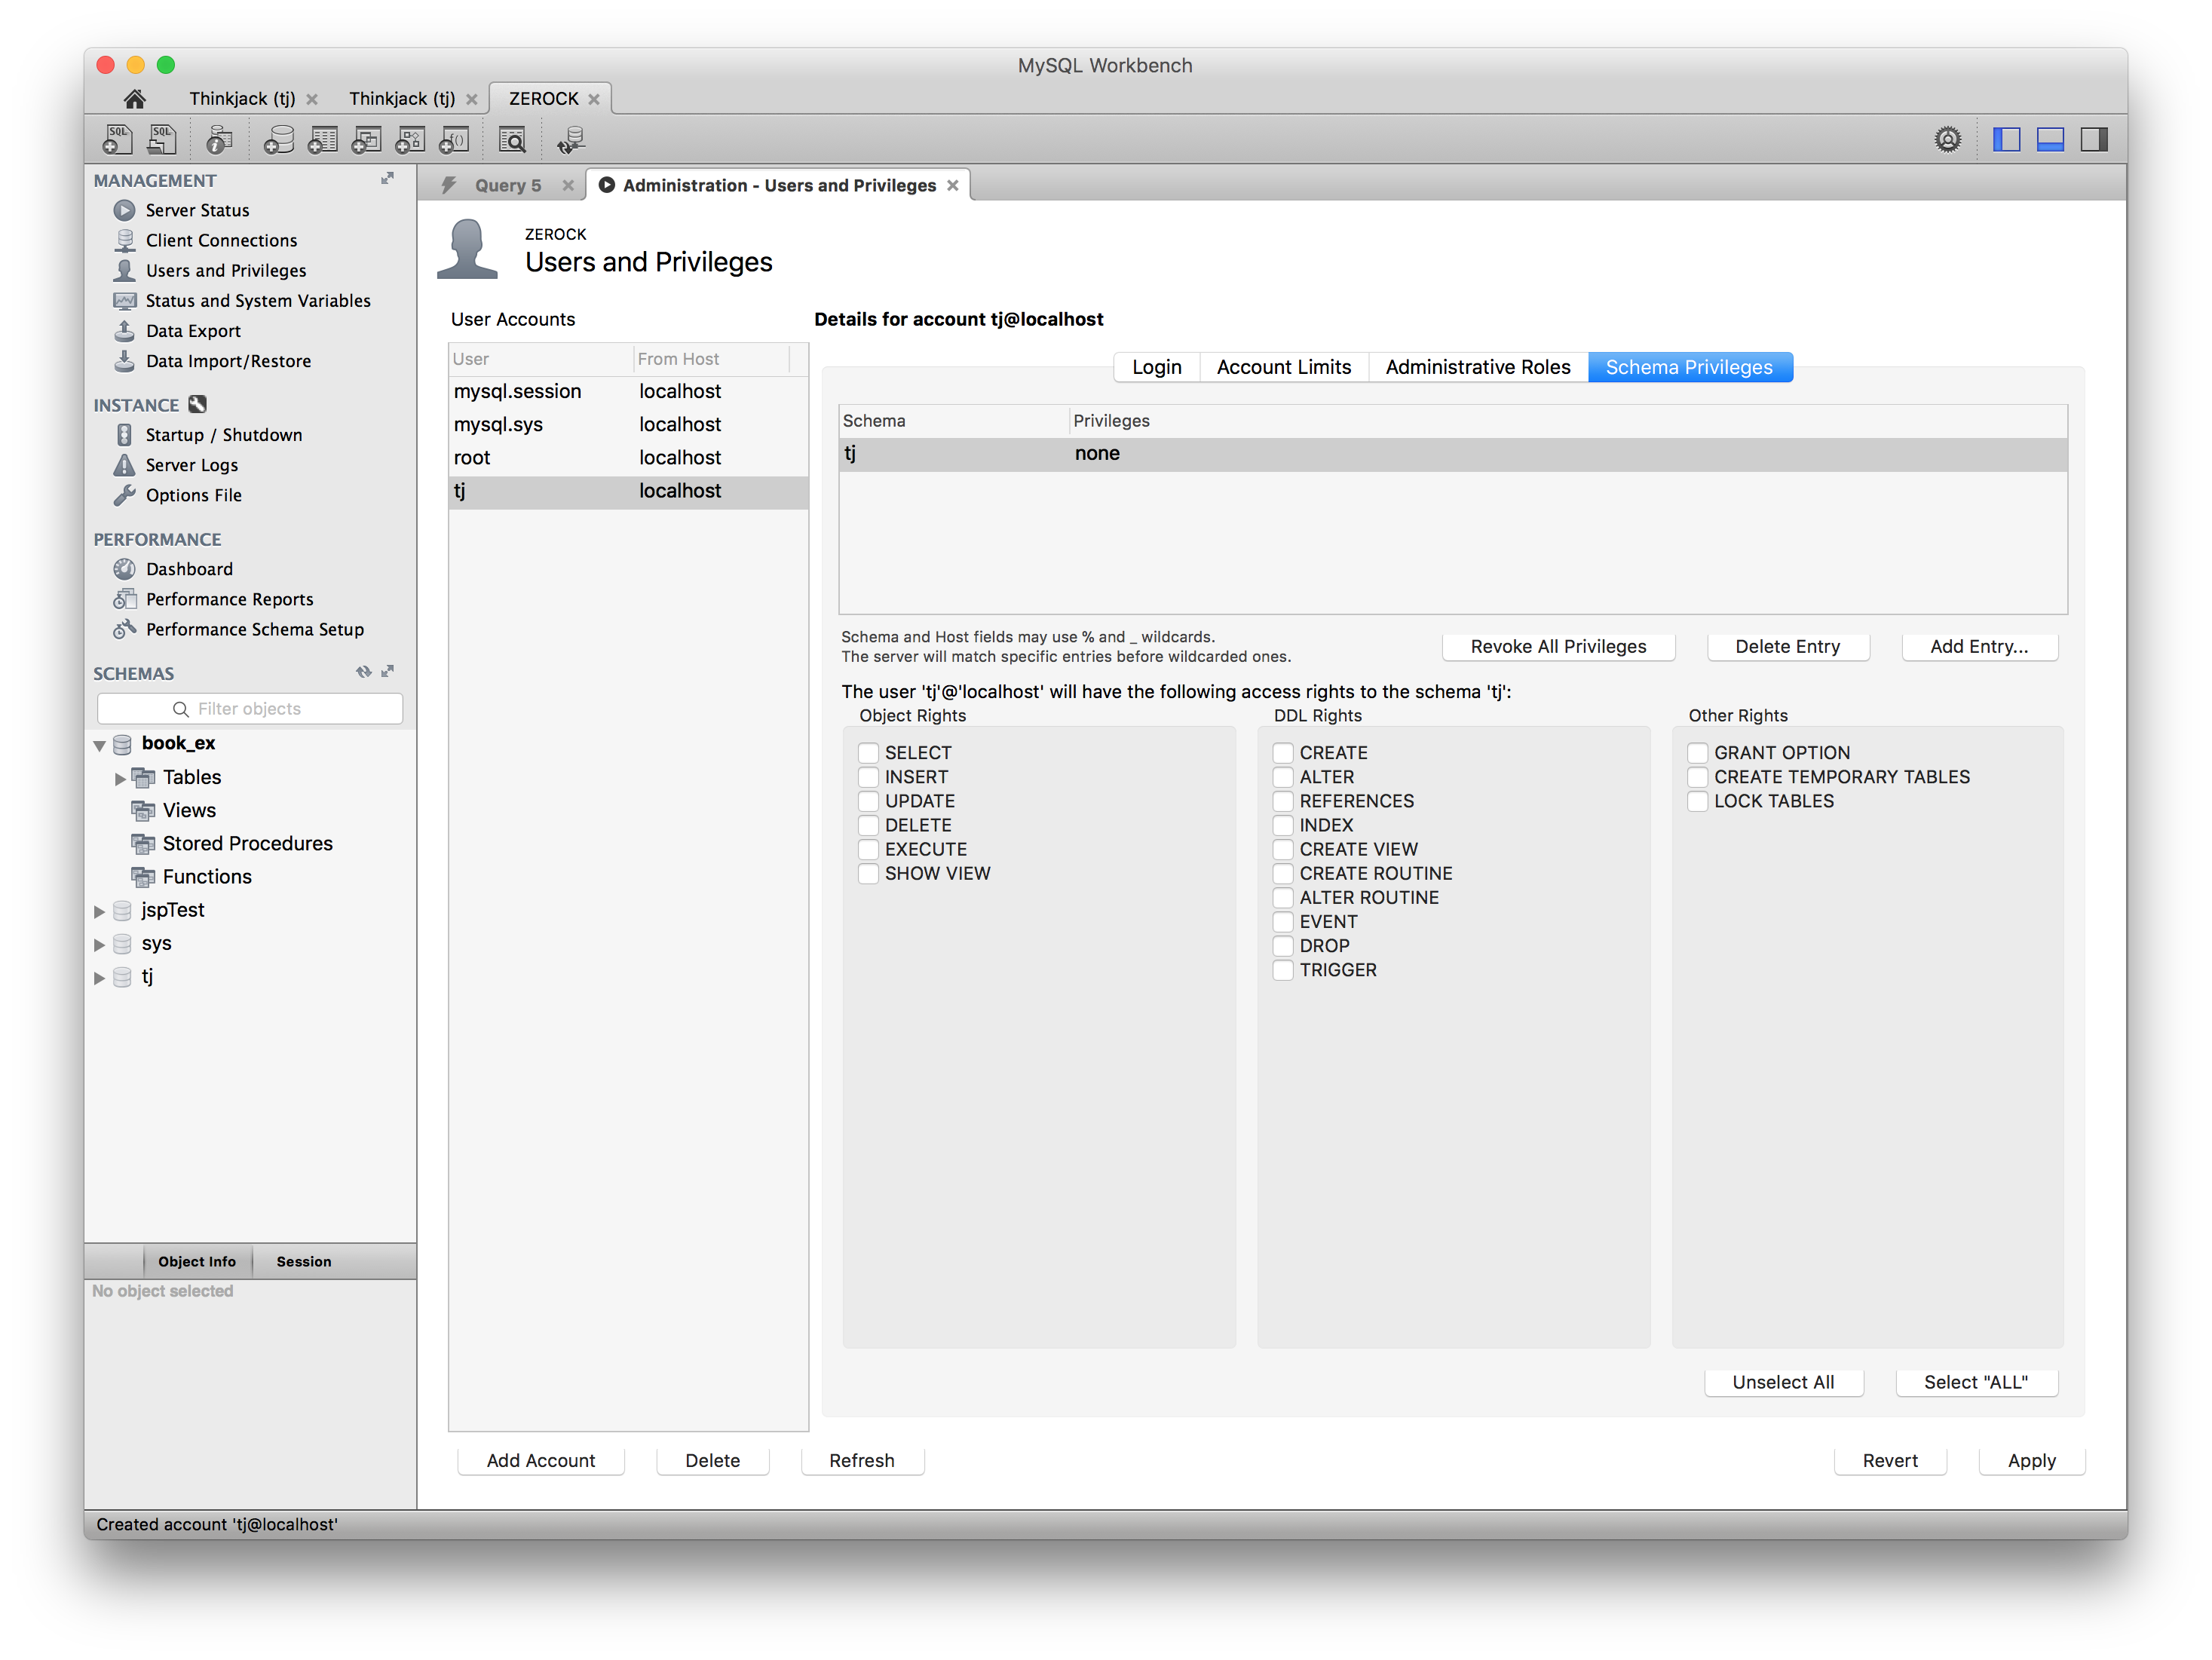 MySQL Workbench
Thinkjack (tj)
Thinkjack (tj)
ZEROCK
SQL
SQL
MANAGEMENT
Server Status
Client Connections
Users and Privileges
Status and System Variables
Data Export
Data Import/Restore
INSTANCE
Startup / Shutdown
Server Logs
Options File
PERFORMANCE
Dashboard
Performance Reports
Performance Schema Setup
SCHEMAS
Filter objects
book_ex
Tables
Views
Stored Procedures
Functions
jspTest
sys
tj
Object Info
Session
No object selected
Query 5
Administration - Users and Privileges
ZEROCK
Users and Privileges
User Accounts
User From Host
mysql.session localhost
mysql.sys localhost
root localhost
tj localhost
Add Account
Delete
Refresh
Details for account tj@localhost
Login
Account Limits
Administrative Roles
Schema Privileges
Schema Privileges
tj none
Schema and Host fields may use % and _ wildcards.
The server will match specific entries before wildcarded ones.
Revoke All Privileges
Delete Entry
Add Entry...
The user 'tj'@'localhost' will have the following access rights to the schema 'tj':
Object Rights
SELECT
INSERT
UPDATE
DELETE
EXECUTE
SHOW VIEW
DDL Rights
CREATE
ALTER
REFERENCES
INDEX
CREATE VIEW
CREATE ROUTINE
ALTER ROUTINE
EVENT
DROP
TRIGGER
Other Rights
GRANT OPTION
CREATE TEMPORARY TABLES
LOCK TABLES
Unselect All
Select "ALL"
Revert
Apply
Created account 'tj@localhost'